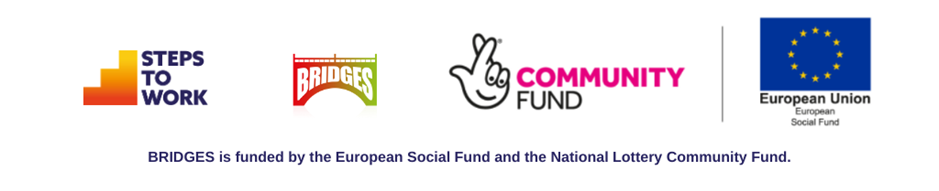 STEPS
TO
WORK
BRIDGES
COMMUNITY
FUND
European Union
European
Social Fund
BRIDGES is funded by the European Social Fund and the National Lottery Community Fund.